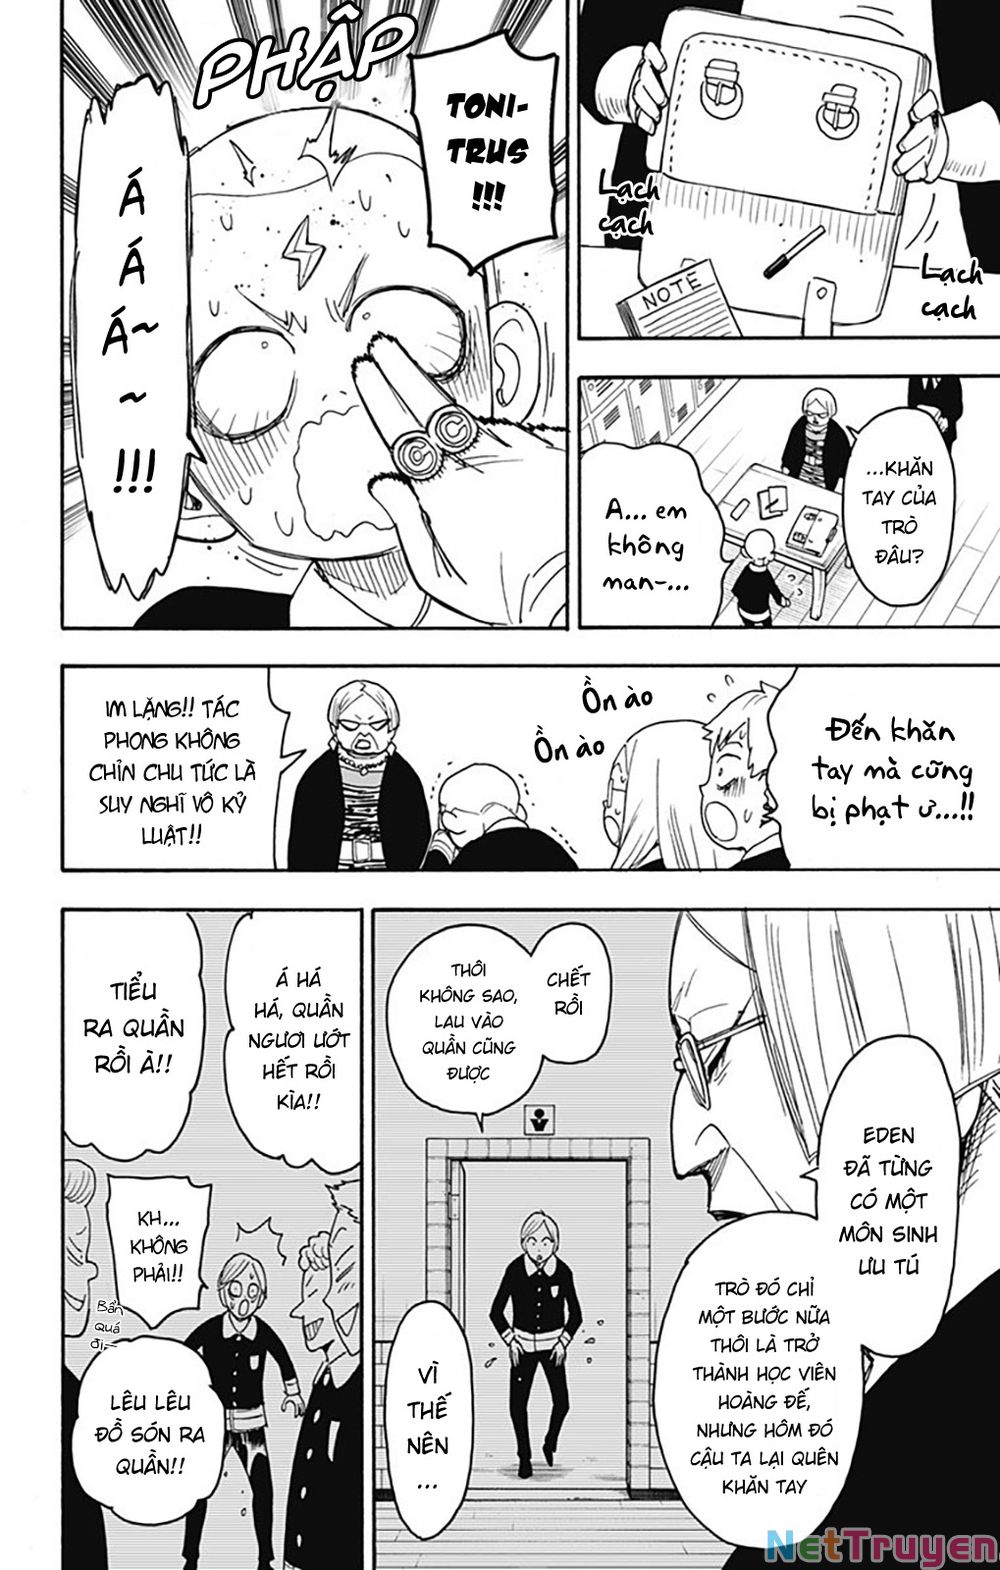 Lạch
cạch
Lạch
cạch
NOTE
TONI-
TRUS
!!!
PHẬP
Á
Á
Á~
~
!!!
...KHĂN
TAY CỦA
TRÒ
ĐÂU?
A... em
không
man-...
Đến khăn
tay mà cũng
bị phạt ư...!!
Ồn ào
Ồn ào
IM LẶNG!! TÁC
PHONG KHÔNG
CHỈN CHU TỨC LÀ
SUY NGHĨ VÔ KỶ
LUẬT!!
EDEN
ĐÃ TỪNG
CÓ MỘT
MÔN SINH
ƯU TÚ
TRÒ ĐÓ CHỈ
MỘT BƯỚC NỮA
THÔI LÀ TRỞ
THÀNH HỌC VIÊN
HOÀNG ĐẾ,
NHƯNG HÔM ĐÓ
CẬU TA LẠI QUÊN
KHĂN TAY
CHẾT
RỒI
THÔI
KHÔNG SAO,
LAU VÀO
QUẦN CŨNG
ĐƯỢC
VÌ
THẾ
NÊN
...
Á HÁ
HÁ, QUẦN
NGƯƠI ƯỚT
HẾT RỒI
KÌA!!
TIỂU
RA QUẦN
RỒI À!!
KH...
KHÔNG
PHẢI!!
Bẩn
quá
đi—
LÊU LÊU
ĐỒ SÓN RA
QUẦN!!
NetTruyen